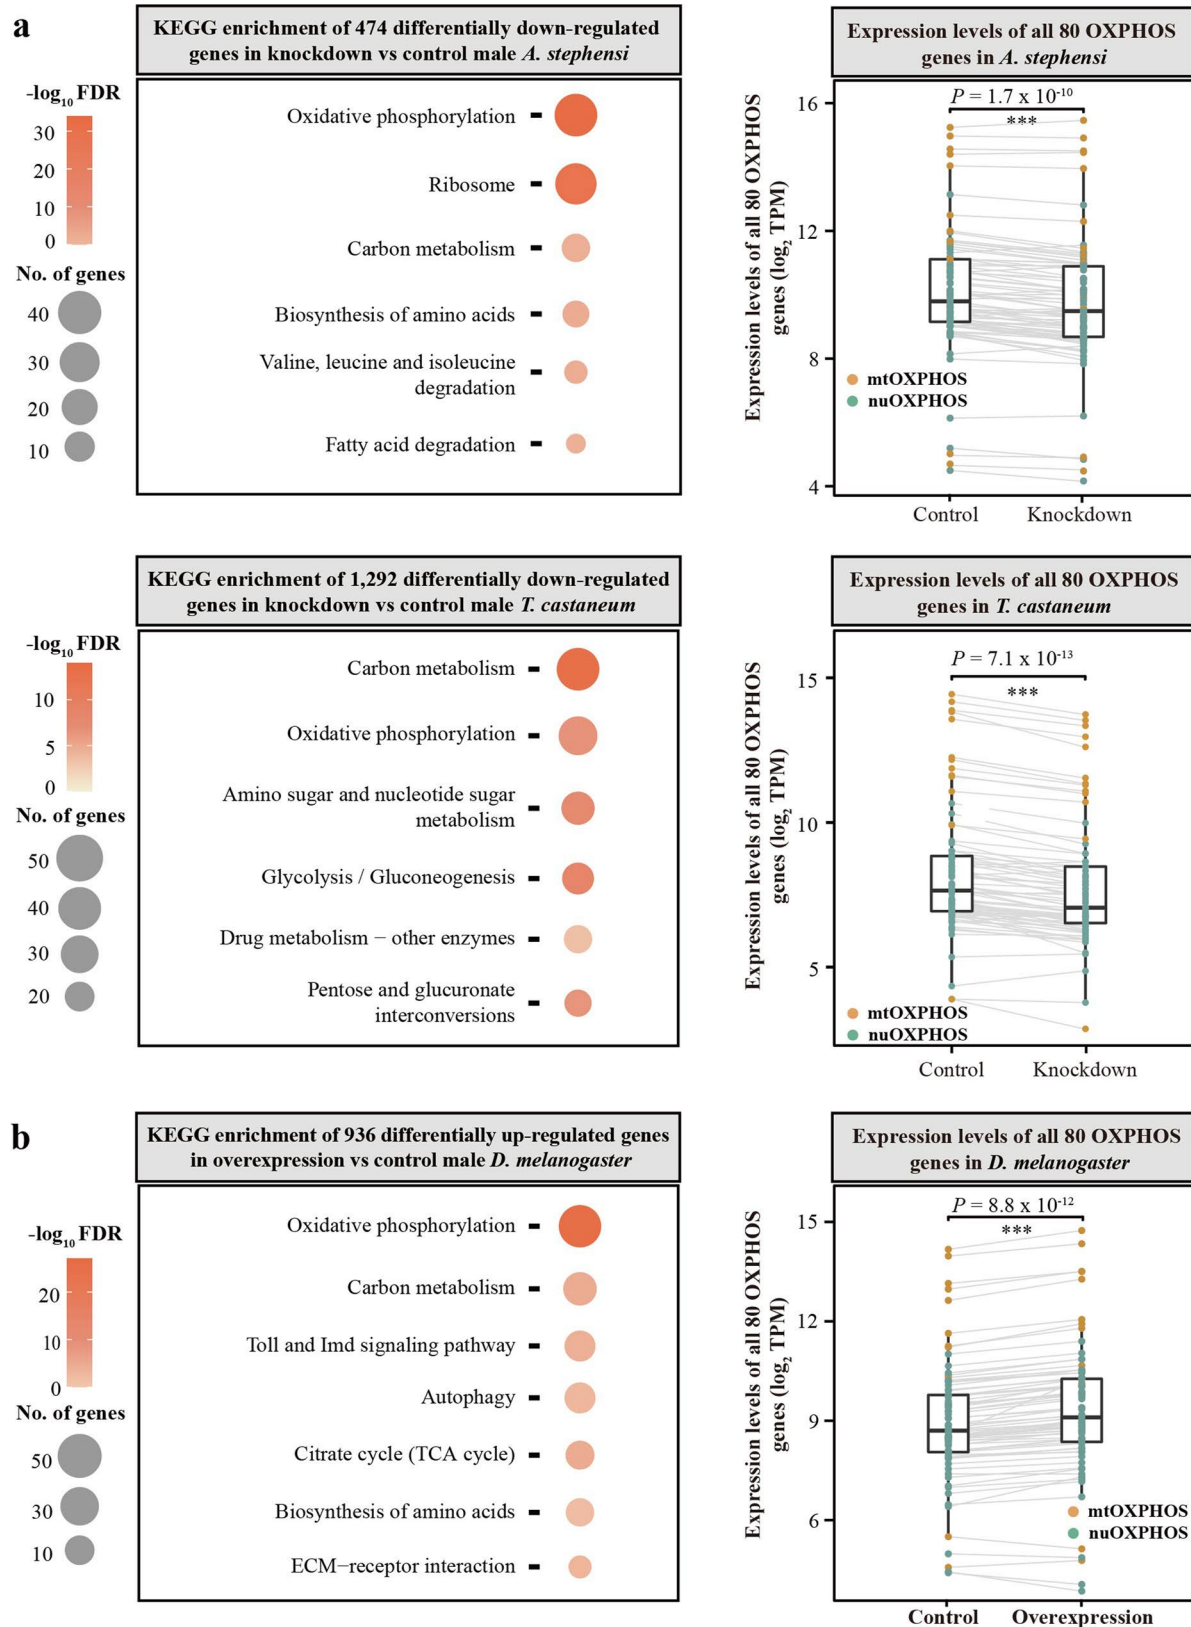 a
KEGG enrichment of 474 differentially down-regulated
genes in knockdown vs control male A. stephensi
-log10 FDR
30
20
10
0
No. of genes
40
30
20
10
Oxidative phosphorylation
Ribosome
Carbon metabolism
Biosynthesis of amino acids
Valine, leucine and isoleucine
degradation
Fatty acid degradation
Expression levels of all 80 OXPHOS
genes in A. stephensi
Expression levels of all 80 OXPHOS
genes (log2 TPM)
16
12
8
4
P = 1.7 x 10-10
***
mtOXPHOS
nuOXPHOS
Control
Knockdown
KEGG enrichment of 1,292 differentially down-regulated
genes in knockdown vs control male T. castaneum
-log10 FDR
10
5
0
No. of genes
50
40
30
20
Carbon metabolism
Oxidative phosphorylation
Amino sugar and nucleotide sugar
metabolism
Glycolysis / Gluconeogenesis
Drug metabolism − other enzymes
Pentose and glucuronate
interconversions
Expression levels of all 80 OXPHOS
genes in T. castaneum
Expression levels of all 80 OXPHOS
genes (log2 TPM)
15
10
5
P = 7.1 x 10-13
***
mtOXPHOS
nuOXPHOS
Control
Knockdown
b
KEGG enrichment of 936 differentially up-regulated genes
in overexpression vs control male D. melanogaster
-log10 FDR
20
10
0
No. of genes
50
30
10
Oxidative phosphorylation
Carbon metabolism
Toll and Imd signaling pathway
Autophagy
Citrate cycle (TCA cycle)
Biosynthesis of amino acids
ECM−receptor interaction
Expression levels of all 80 OXPHOS
genes in D. melanogaster
Expression levels of all 80 OXPHOS
genes (log2 TPM)
15
12
9
6
P = 8.8 x 10-12
***
mtOXPHOS
nuOXPHOS
Control
Overexpression